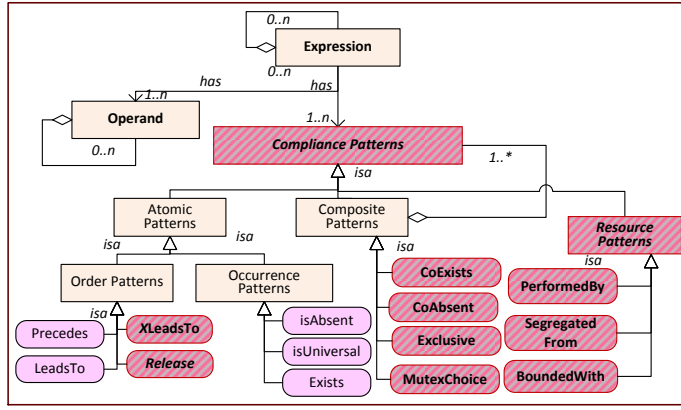 0..n
Expression
0..n
has
has
1..n
Operand
0..n
1..n
Compliance Patterns
1..*
isa
Atomic
Patterns
Composite
Patterns
Resource
Patterns
isa
isa
isa
isa
Order Patterns
Occurrence
Patterns
CoExists
PerformedBy
isa
Precedes
XLeadsTo
isAbsent
CoAbsent
Segregated
From
LeadsTo
Release
isUniversal
Exclusive
Exists
MutexChoice
BoundedWith